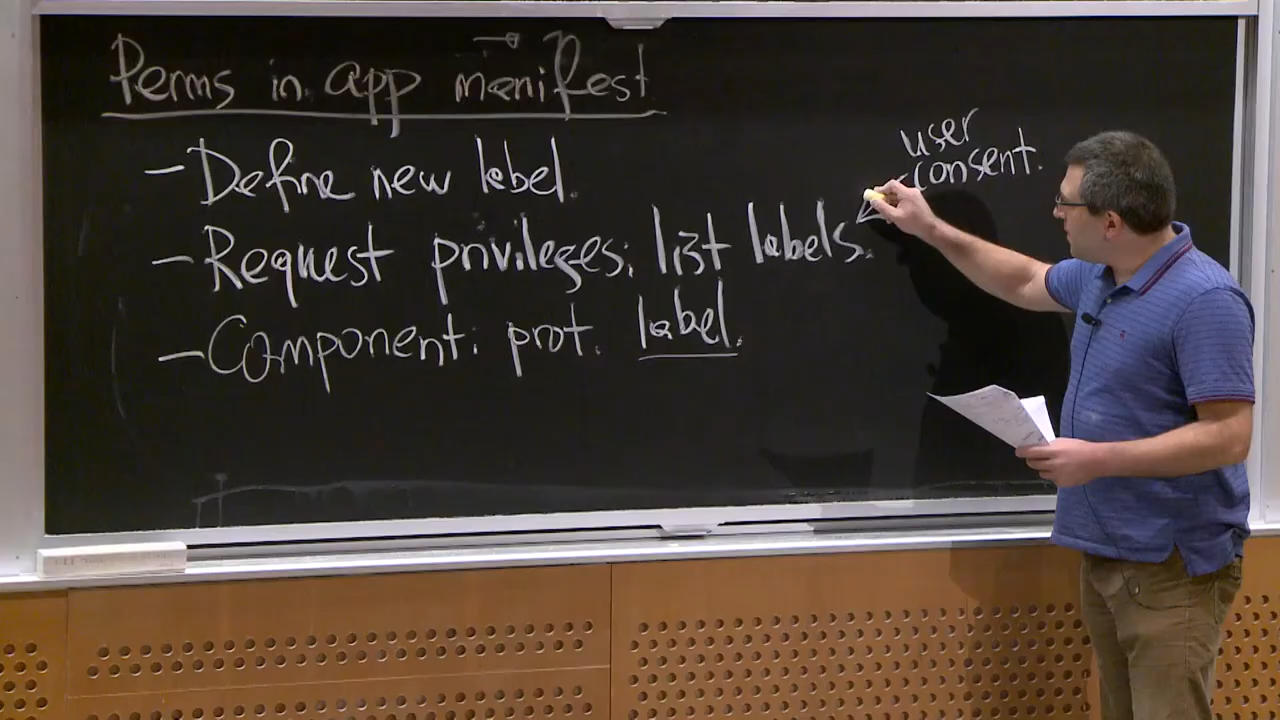 Perms in app manifest
- Define new label.
user
consent.
- Request privileges: list labels.
- Component: prot. label.